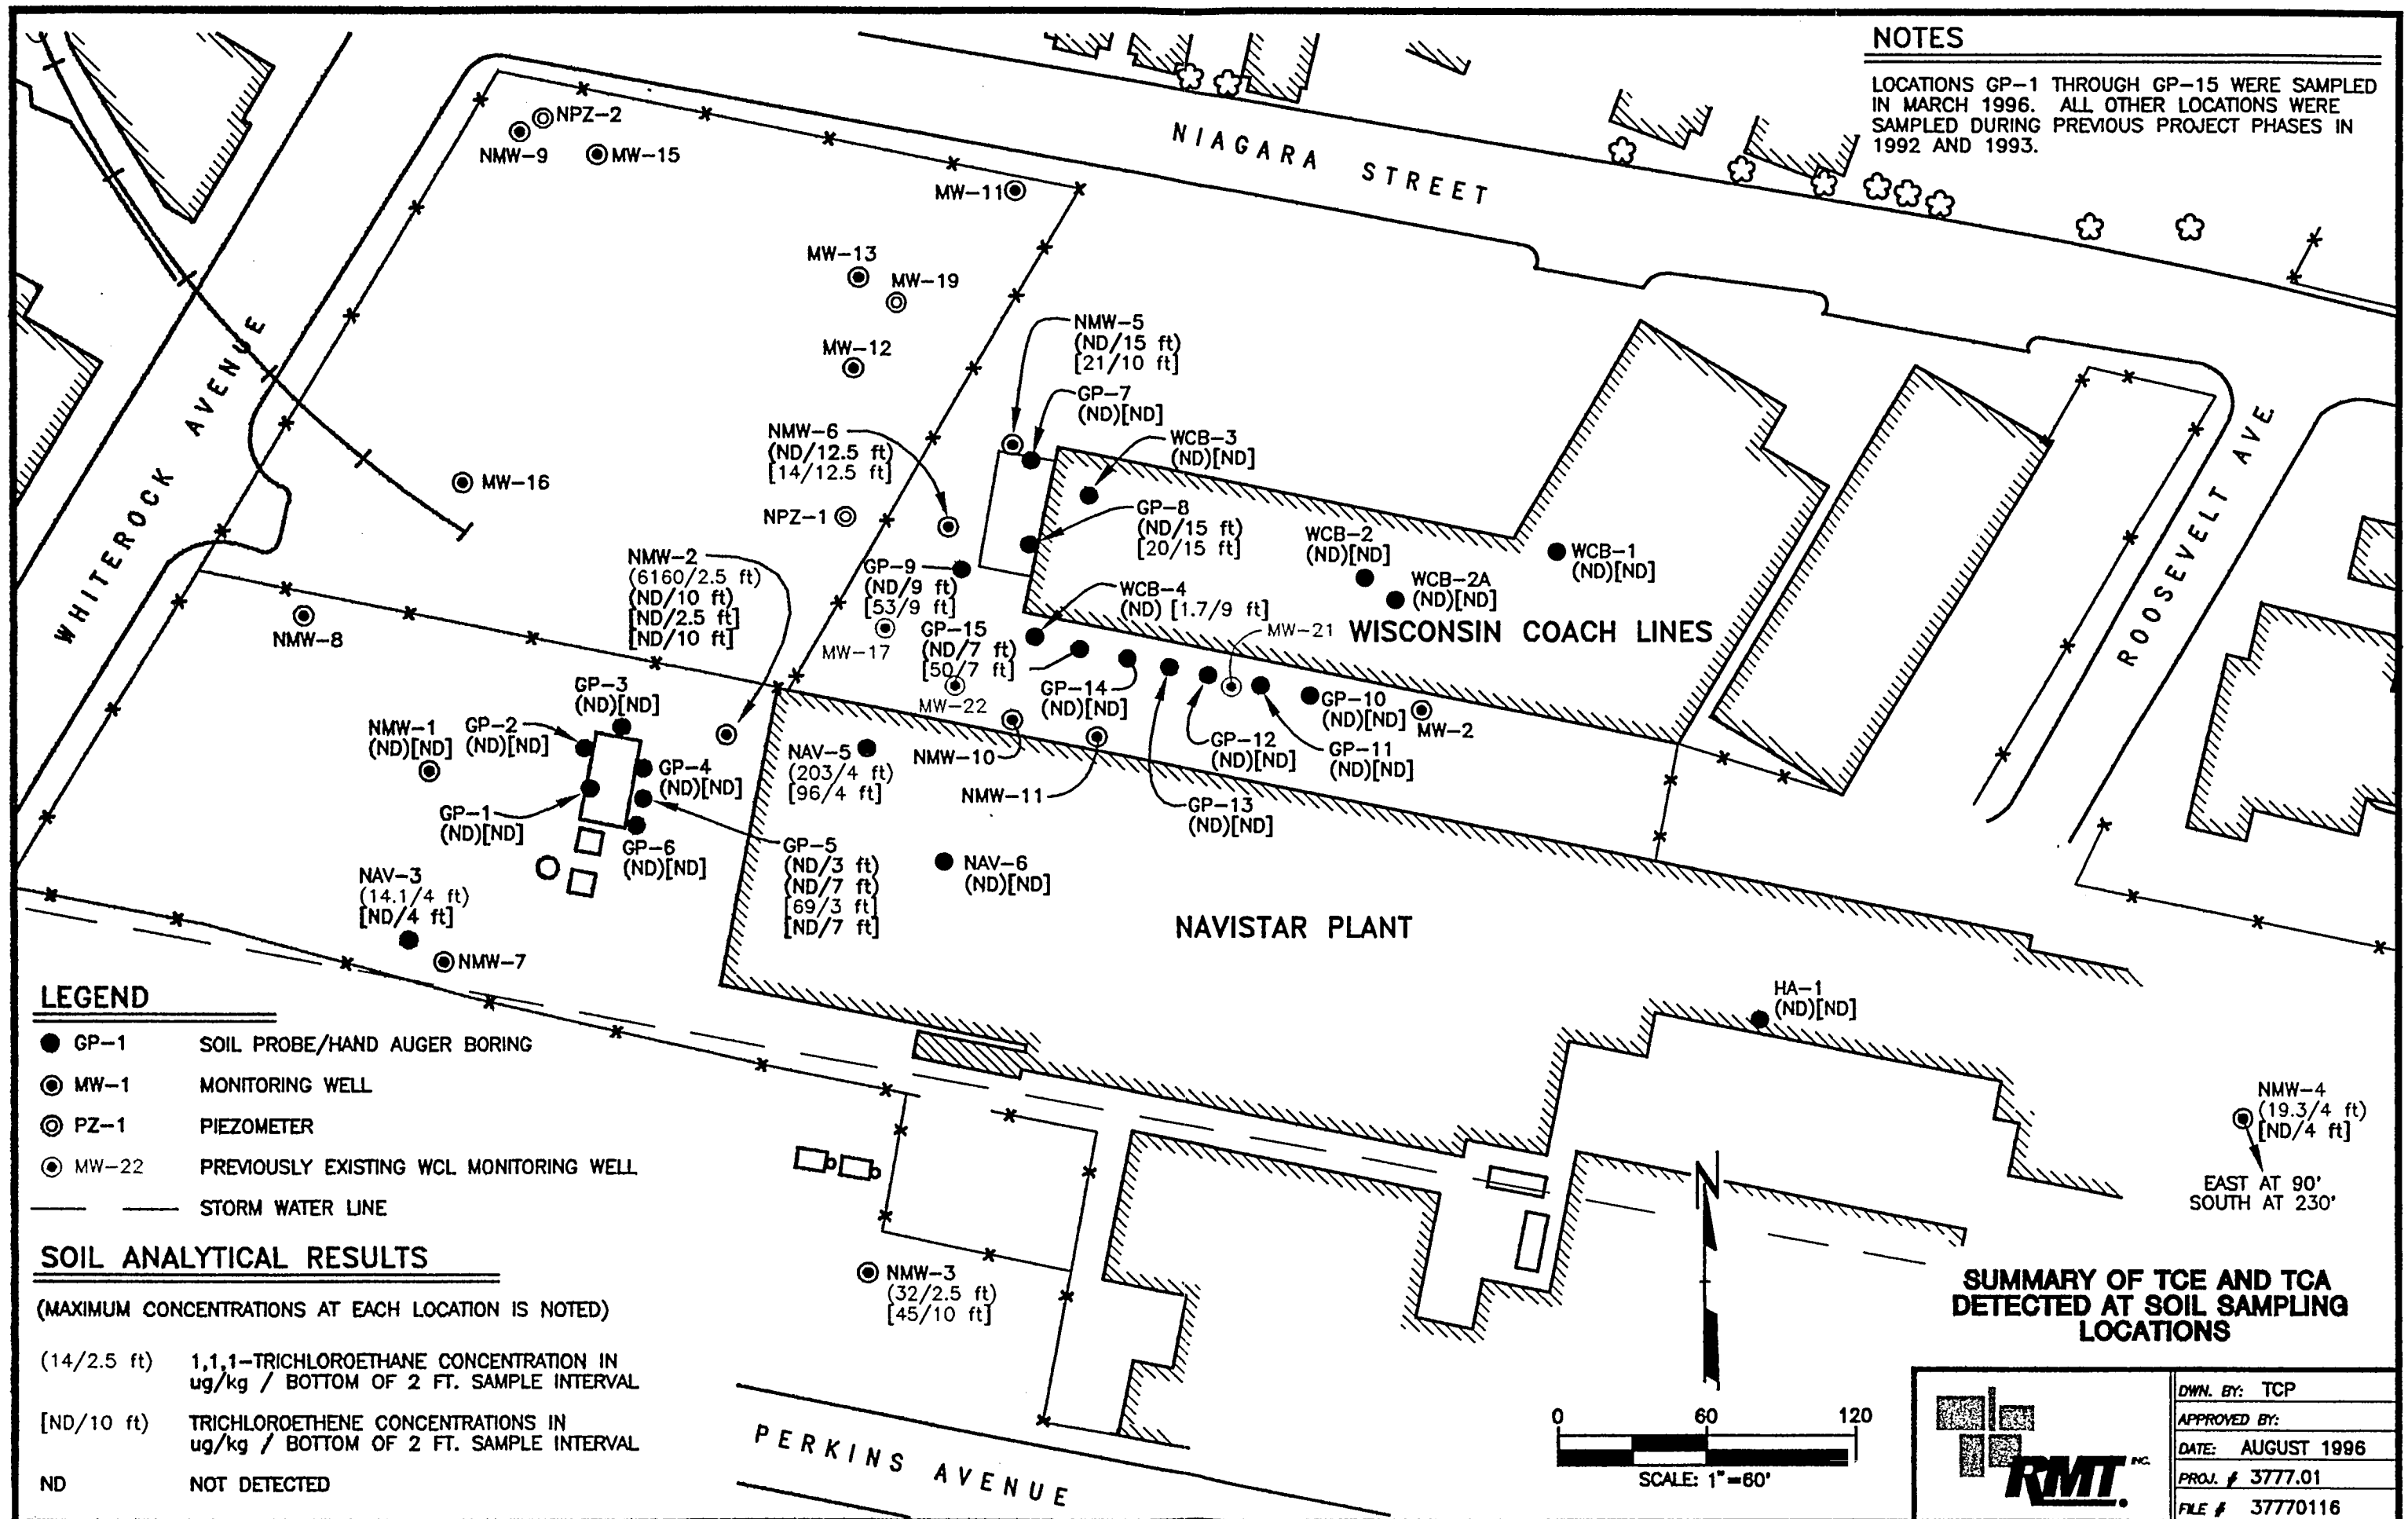 NOTES
LOCATIONS GP-1 THROUGH GP-15 WERE SAMPLED
IN MARCH 1996. ALL OTHER LOCATIONS WERE
SAMPLED DURING PREVIOUS PROJECT PHASES IN
1992 AND 1993.
NIAGARA STREET
WHITEROCK AVENUE
ROOSEVELT AVE
NPZ-2
NMW-9
MW-15
MW-11
MW-13
MW-19
MW-12
NMW-5
(ND/15 ft)
[21/10 ft]
GP-7
(ND)[ND]
NMW-6
(ND/12.5 ft)
[14/12.5 ft]
WCB-3
(ND)[ND]
MW-16
NPZ-1
GP-8
(ND/15 ft)
[20/15 ft]
WCB-2
(ND)[ND]
WCB-1
(ND)[ND]
WCB-2A
(ND)[ND]
NMW-2
(6160/2.5 ft)
(ND/10 ft)
[ND/2.5 ft]
[ND/10 ft]
GP-9
(ND/9 ft)
[53/9 ft]
WCB-4
(ND) [1.7/9 ft]
NMW-8
MW-17
GP-15
(ND/7 ft)
[50/7 ft]
MW-21
WISCONSIN COACH LINES
MW-22
GP-14
(ND)[ND]
GP-10
(ND)[ND]
MW-2
GP-3
(ND)[ND]
NMW-1
(ND)[ND]
GP-2
(ND)[ND]
GP-4
(ND)[ND]
NAV-5
(203/4 ft)
[96/4 ft]
NMW-10
NMW-11
GP-12
(ND)[ND]
GP-11
(ND)[ND]
GP-13
(ND)[ND]
GP-1
(ND)[ND]
GP-6
(ND)[ND]
GP-5
(ND/3 ft)
(ND/7 ft)
[69/3 ft]
[ND/7 ft]
NAV-6
(ND)[ND]
NAV-3
(14.1/4 ft)
[ND/4 ft]
NMW-7
NAVISTAR PLANT
HA-1
(ND)[ND]
NMW-4
(19.3/4 ft)
[ND/4 ft]
EAST AT 90'
SOUTH AT 230'
LEGEND
GP-1 SOIL PROBE/HAND AUGER BORING
MW-1 MONITORING WELL
PZ-1 PIEZOMETER
MW-22 PREVIOUSLY EXISTING WCL MONITORING WELL
STORM WATER LINE
SOIL ANALYTICAL RESULTS
(MAXIMUM CONCENTRATIONS AT EACH LOCATION IS NOTED)
(14/2.5 ft) 1,1,1-TRICHLOROETHANE CONCENTRATION IN
ug/kg / BOTTOM OF 2 FT. SAMPLE INTERVAL
[ND/10 ft) TRICHLOROETHENE CONCENTRATIONS IN
ug/kg / BOTTOM OF 2 FT. SAMPLE INTERVAL
ND NOT DETECTED
NMW-3
(32/2.5 ft)
[45/10 ft]
PERKINS AVENUE
N
0 60 120
SCALE: 1"=60'
SUMMARY OF TCE AND TCA
DETECTED AT SOIL SAMPLING
LOCATIONS
RMT INC.
DWN. BY: TCP
APPROVED BY:
DATE: AUGUST 1996
PROJ. # 3777.01
FILE # 37770116